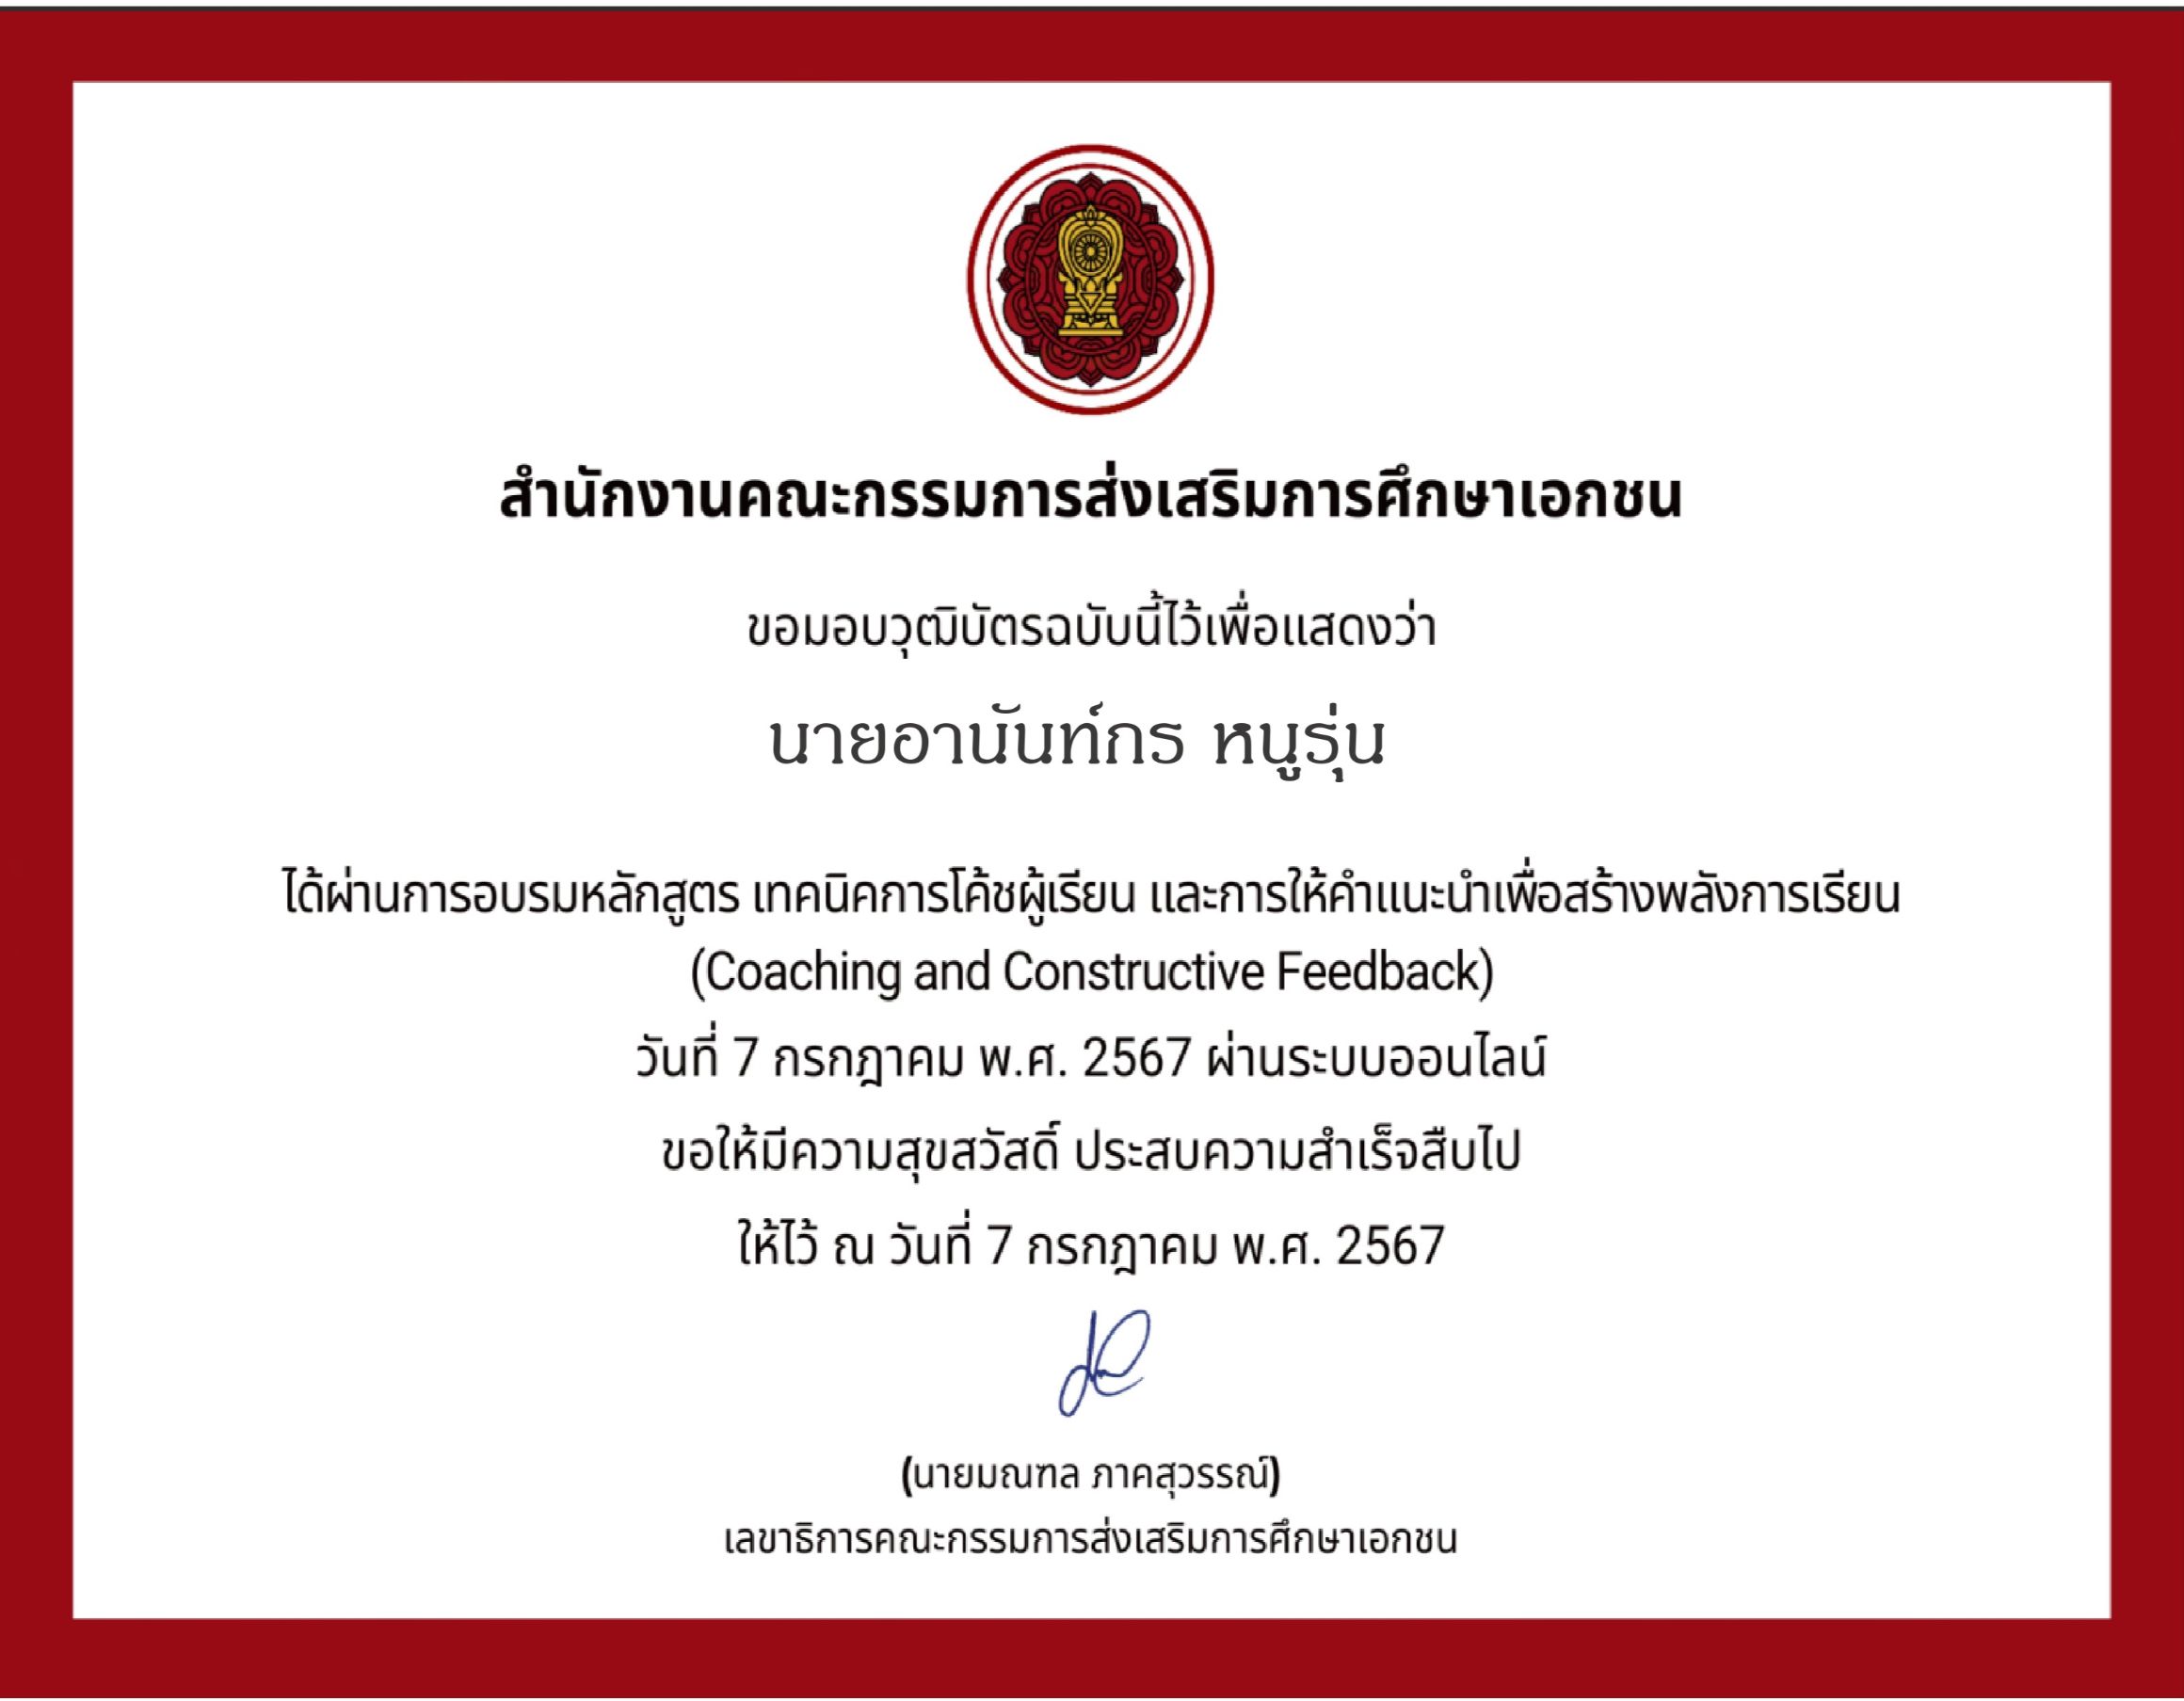 สำนักงานคณะกรรมการส่งเสริมการศึกษาเอกชน
ขอมอบวุฒิบัตรฉบับนี้ไว้เพื่อแสดงว่า
นายอานันท์กร หนูรุ่น
ได้ผ่านการอบรมหลักสูตร เทคนิคการโค้ชผู้เรียน และการให้คำแนะนำเพื่อสร้างพลังการเรียน
(Coaching and Constructive Feedback)
วันที่ 7 กรกฎาคม พ.ศ. 2567 ผ่านระบบออนไลน์
ขอให้มีความสุขสวัสดิ์ ประสบความสำเร็จสืบไป
ให้ไว้ ณ วันที่ 7 กรกฎาคม พ.ศ. 2567
(นายมณฑล ภาคสุวรรณ์)
เลขาธิการคณะกรรมการส่งเสริมการศึกษาเอกชน